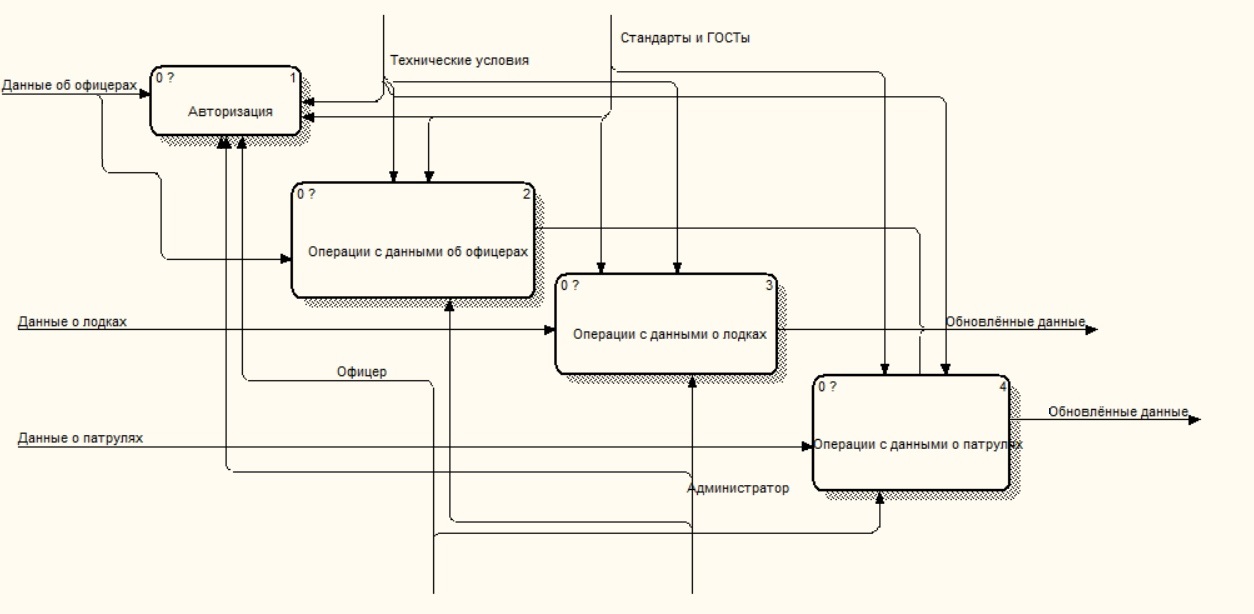 Стандарты и ГОСТы
Технические условия
Данные об офицерах
0 ?
1
Авторизация
0 ?
2
Операции с данными об офицерах
0 ?
3
Операции с данными о лодках
Данные о лодках
Обновлённые данные
Офицер
0 ?
4
Операции с данными о патрулях
Обновлённые данные
Данные о патрулях
Администратор